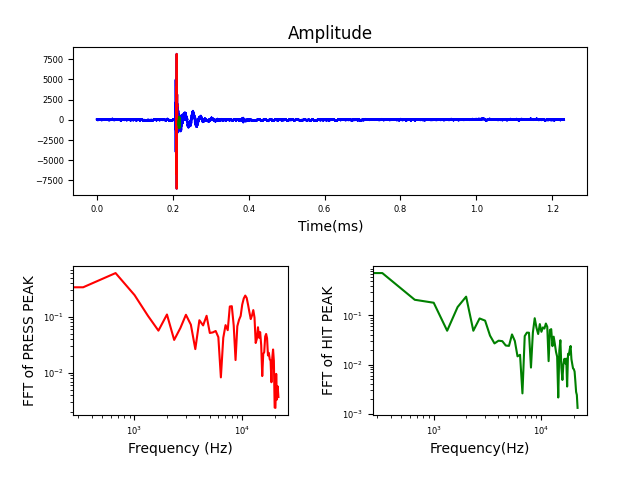 Amplitude
7500
5000
2500
0
−2500
−5000
−7500
0.0 0.2 0.4 0.6 0.8 1.0 1.2
Time(ms)
FFT of PRESS PEAK
10⁻¹
10⁻²
10³ 10⁴
Frequency (Hz)
FFT of HIT PEAK
10⁻¹
10⁻²
10⁻³
10³ 10⁴
Frequency(Hz)